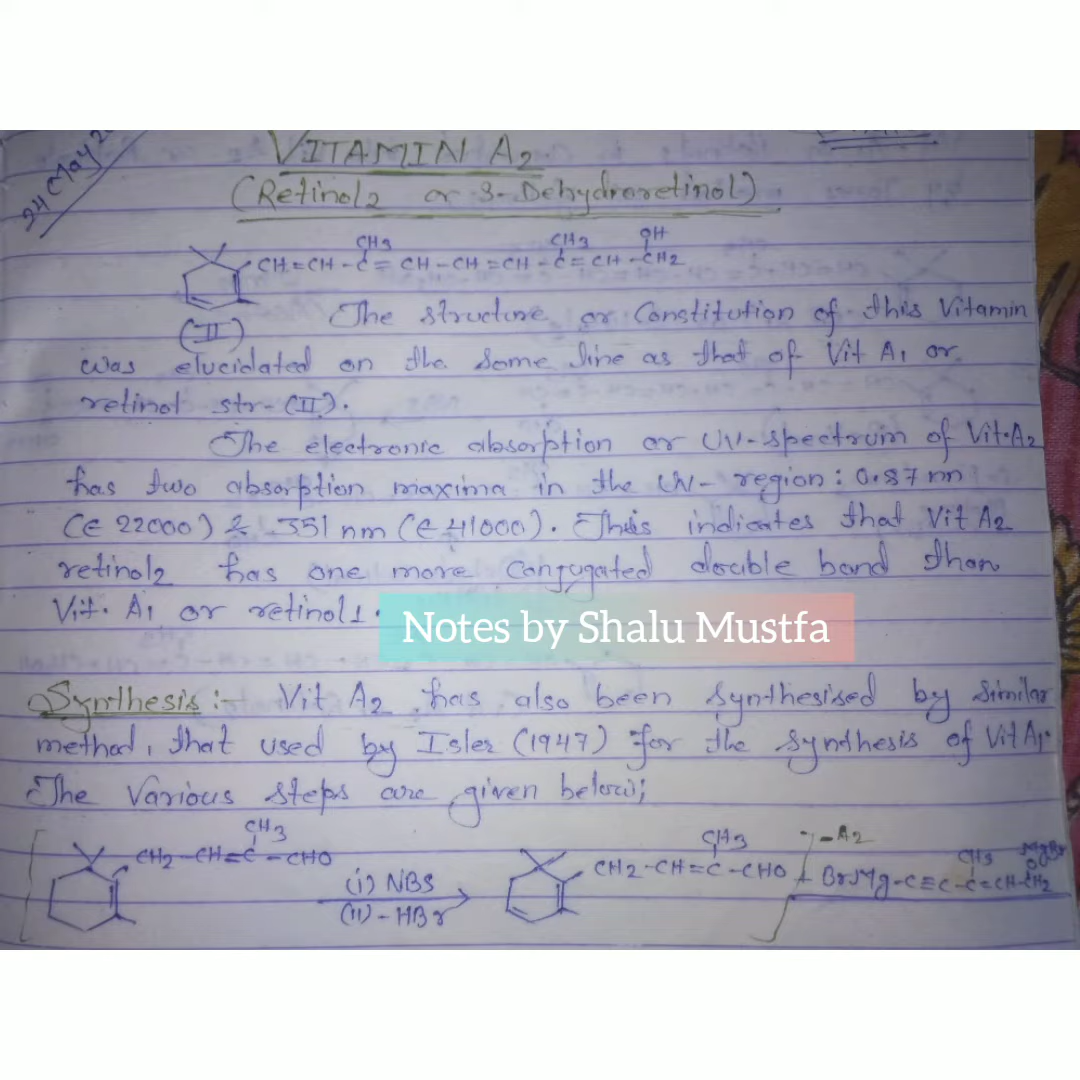 24 May 20
VITAMIN A2
(Retinol2 or 3-Dehydroretinol)
CH3 CH3 OH
CH=CH-C=CH-CH=CH-C=CH-CH2
(II)
The structure or Constitution of this Vitamin
was elucidated on the same line as that of Vit A1 or
retinol str-(II).
The electronic absorption or UV-spectrum of Vit.A2
has two absorption maxima in the UV- region: 0.87 nm
(ϵ 22000) & 351 nm (ϵ 41000). This indicates that Vit A2
retinol2 has one more conjugated double bond than
Vit. A1 or retinol1.
Notes by Shalu Mustfa
Synthesis:- Vit A2 has also been synthesised by similar
method, that used by Isler (1947) for the synthesis of Vit A1.
The Various steps are given below;
CH3 CH3 -A2 CH3 MgBr
CH2-CH=C-CHO (i) NBS CH2-CH=C-CHO + BrMg-C≡C-C=CH-CH2 O
(ii) -HBr